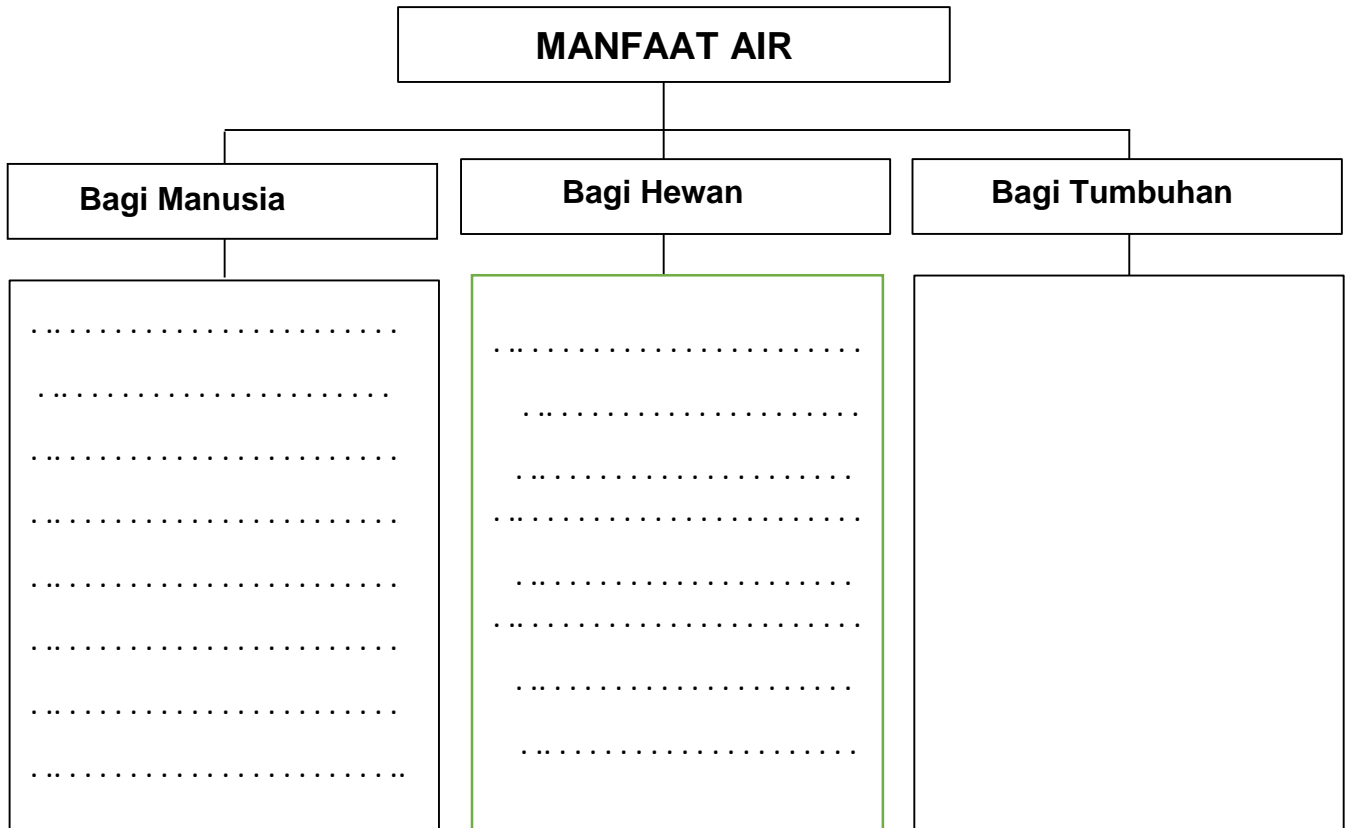 MANFAAT AIR
Bagi Manusia
Bagi Hewan
Bagi Tumbuhan
. .. . . . . . . . . . . . . . . . . . . . . . .
. .. . . . . . . . . . . . . . . . . . . . . .
. .. . . . . . . . . . . . . . . . . . . . . . .
. .. . . . . . . . . . . . . . . . . . . . . . .
. .. . . . . . . . . . . . . . . . . . . . . . .
. .. . . . . . . . . . . . . . . . . . . . . . .
. .. . . . . . . . . . . . . . . . . . . . . . .
. .. . . . . . . . . . . . . . . . . . . . . . ..
. .. . . . . . . . . . . . . . . . . . . . . . .
. .. . . . . . . . . . . . . . . . . . . . .
. .. . . . . . . . . . . . . . . . . . . . .
. .. . . . . . . . . . . . . . . . . . . . . . .
. .. . . . . . . . . . . . . . . . . . . . .
. .. . . . . . . . . . . . . . . . . . . . . . .
. .. . . . . . . . . . . . . . . . . . . . .
. .. . . . . . . . . . . . . . . . . . . . .